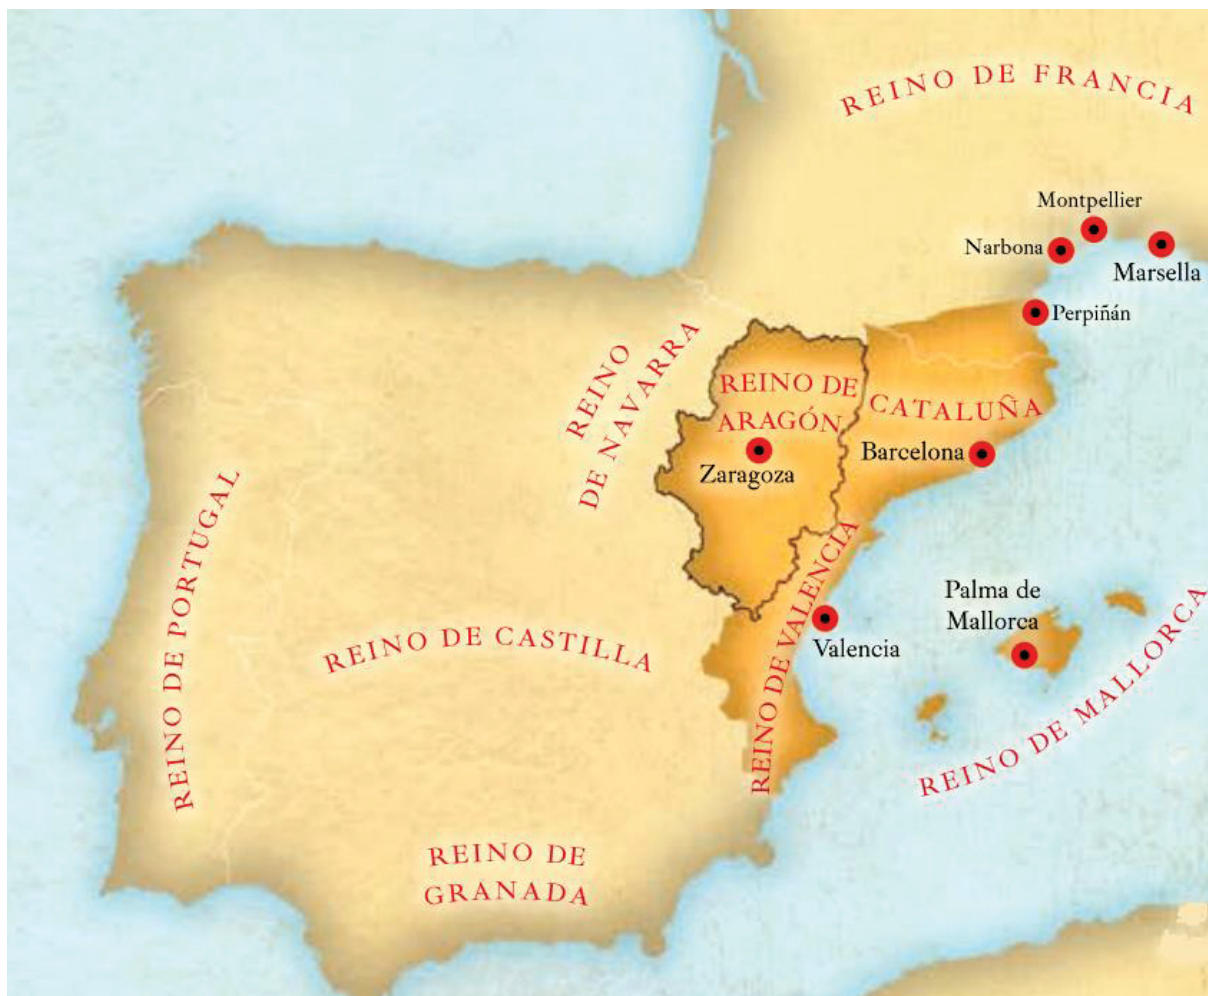 REINO DE FRANCIA
Montpellier
Narbona
Marsella
Perpiñán
REINO
DE NAVARRA
REINO DE
ARAGÓN
CATALUÑA
Zaragoza
Barcelona
REINO DE PORTUGAL
REINO DE VALENCIA
Palma de
Mallorca
Valencia
REINO DE CASTILLA
REINO DE MALLORCA
REINO DE
GRANADA